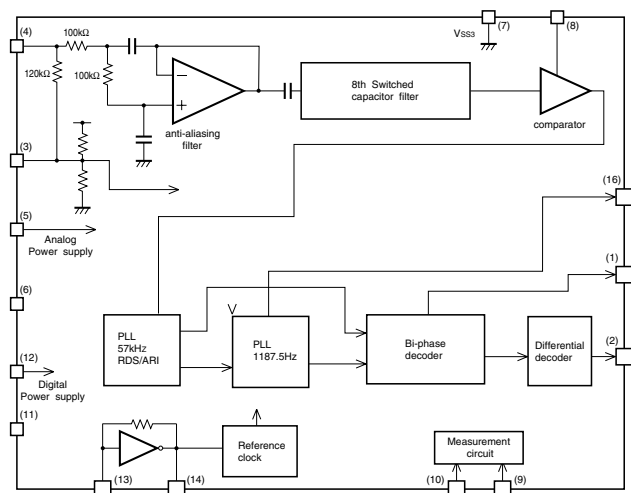 (4)
100kΩ
120kΩ
100kΩ
−
+
anti-aliasing
filter
8th Switched
capacitor filter
VSS3
(7)
(8)
comparator
(3)
(5)
Analog
Power supply
(16)
(6)
(1)
PLL
57kHz
RDS/ARI
PLL
1187.5Hz
Bi-phase
decoder
Differential
decoder
(2)
(12)
Digital
Power supply
(11)
Reference
clock
Measurement
circuit
(13)
(14)
(10)
(9)